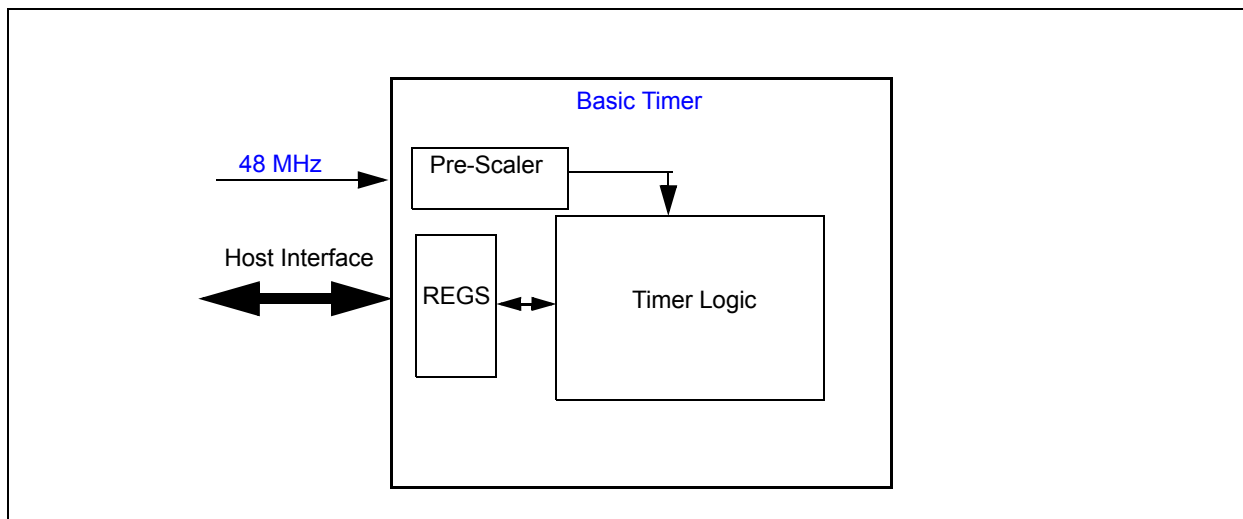 Basic Timer
48 MHz
Pre-Scaler
Host Interface
REGS
Timer Logic